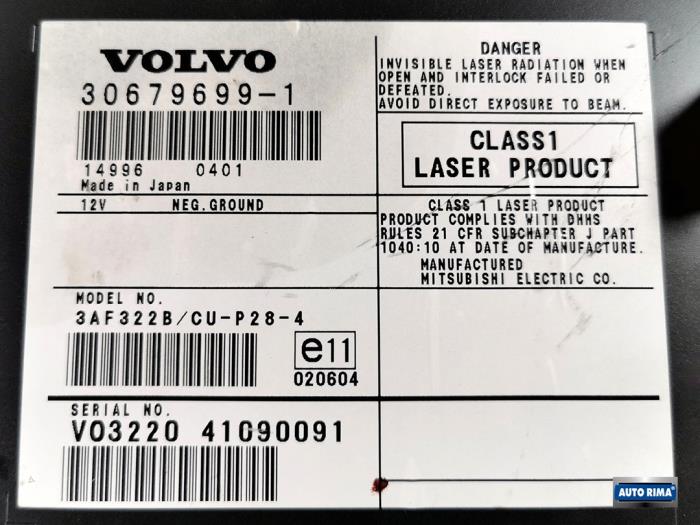 VOLVO
30679699-1
14996 0401
Made in Japan
12V NEG.GROUND
MODEL NO.
3AF322B/CU-P28-4
e11
020604
SERIAL NO.
V03220 41090091
DANGER
INVISIBLE LASER RADIATION WHEN
OPEN AND INTERLOCK FAILED OR
DEFEATED.
AVOID DIRECT EXPOSURE TO BEAM.
CLASS1
LASER PRODUCT
CLASS 1 LASER PRODUCT
PRODUCT COMPLIES WITH DHHS
RULES 21 CFR SUBCHAPTER J PART
1040:10 AT DATE OF MANUFACTURE.
MANUFACTURED
MITSUBISHI ELECTRIC CO.
AUTO RIMA